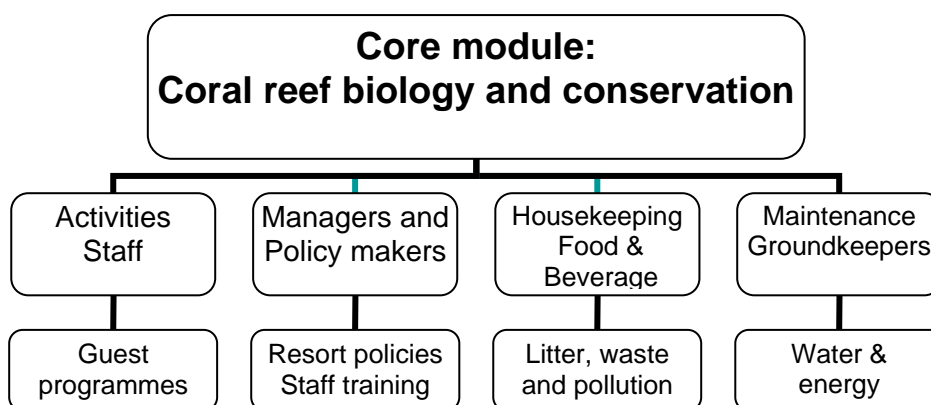 Core module:
Coral reef biology and conservation
Activities
Staff
Managers and
Policy makers
Housekeeping
Food &
Beverage
Maintenance
Groundkeepers
Guest
programmes
Resort policies
Staff training
Litter, waste
and pollution
Water &
energy